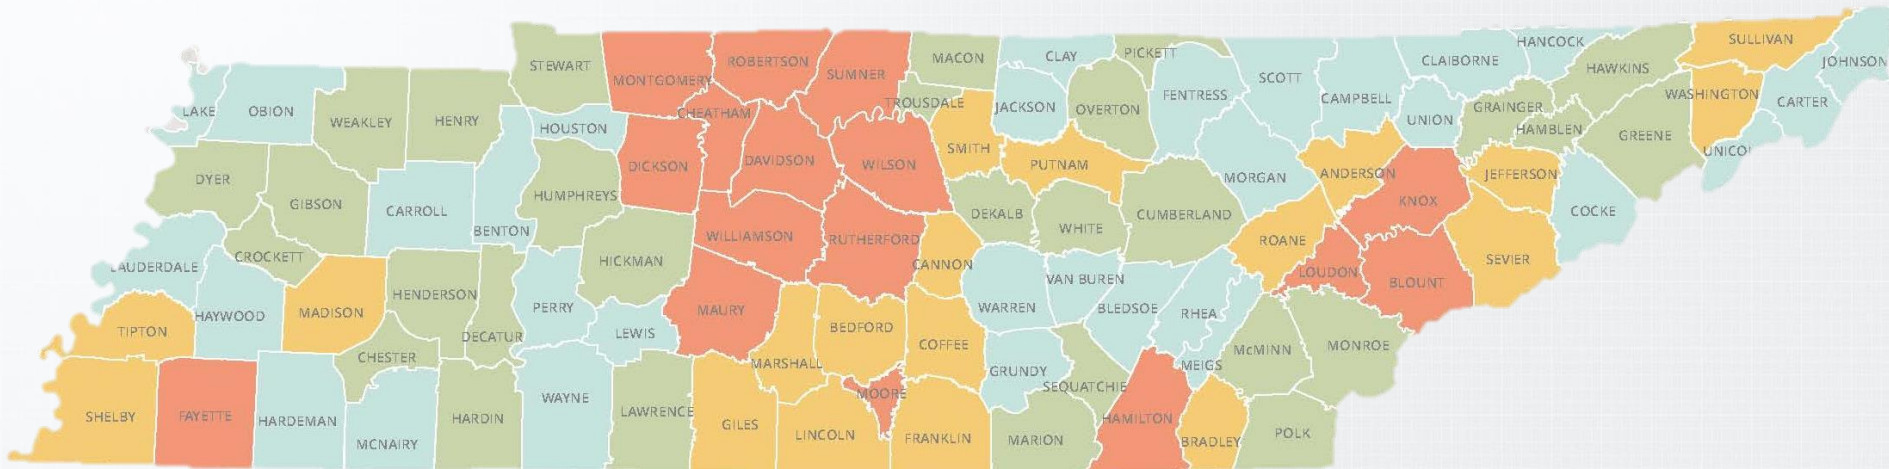 SULLIVAN
HANCOCK
PICKETT
CLAY
MACON
CLAIBORNE
JOHNSON
ROBERTSON
STEWART
HAWKINS
SUMNER
SCOTT
MONTGOMERY
WASHINGTON
FENTRESS
CAMPBELL
CARTER
TROUSDALE
JACKSON
OVERTON
GRAINGER
LAKE
OBION
CHEATHAM
WEAKLEY
HENRY
UNION
HOUSTON
HAMBLEN
GREENE
SMITH
UNICOI
DAVIDSON
DICKSON
WILSON
PUTNAM
ANDERSON
JEFFERSON
DYER
MORGAN
HUMPHREYS
GIBSON
KNOX
CARROLL
DEKALB
CUMBERLAND
COCKE
BENTON
WHITE
WILLIAMSON
RUTHERFORD
ROANE
CROCKETT
HICKMAN
SEVIER
LAUDERDALE
CANNON
LOUDON
VAN BUREN
BLOUNT
HENDERSON
PERRY
WARREN
BLEDSOE
MADISON
HAYWOOD
MAURY
RHEA
TIPTON
BEDFORD
LEWIS
DECATUR
COFFEE
MONROE
McMINN
CHESTER
MARSHALL
MEIGS
GRUNDY
SEQUATCHIE
MOORE
WAYNE
LAWRENCE
SHELBY
FAYETTE
HARDEMAN
HARDIN
HAMILTON
GILES
LINCOLN
POLK
FRANKLIN
MARION
BRADLEY
MCNAIRY